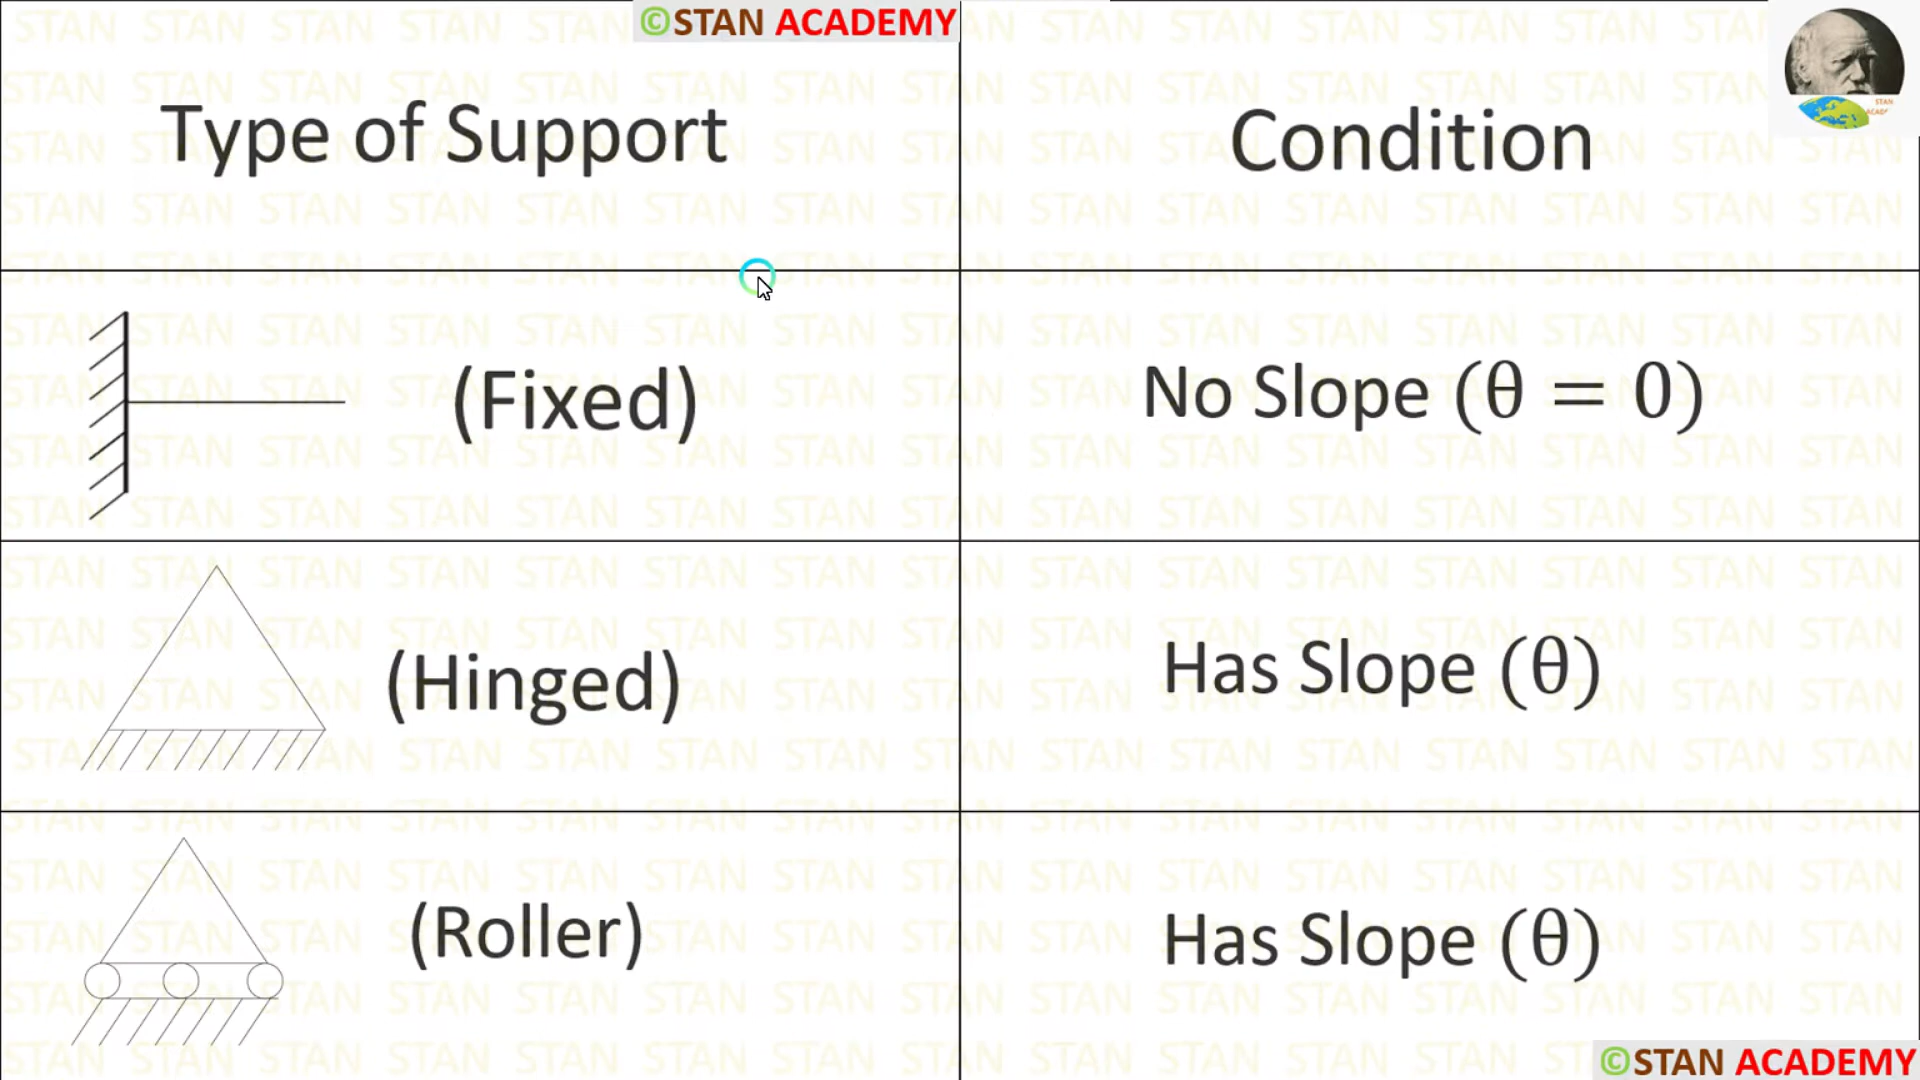 ©STAN ACADEMY
Type of Support
Condition
(Fixed)
No Slope (θ = 0)
(Hinged)
Has Slope (θ)
(Roller)
Has Slope (θ)
©STAN ACADEMY